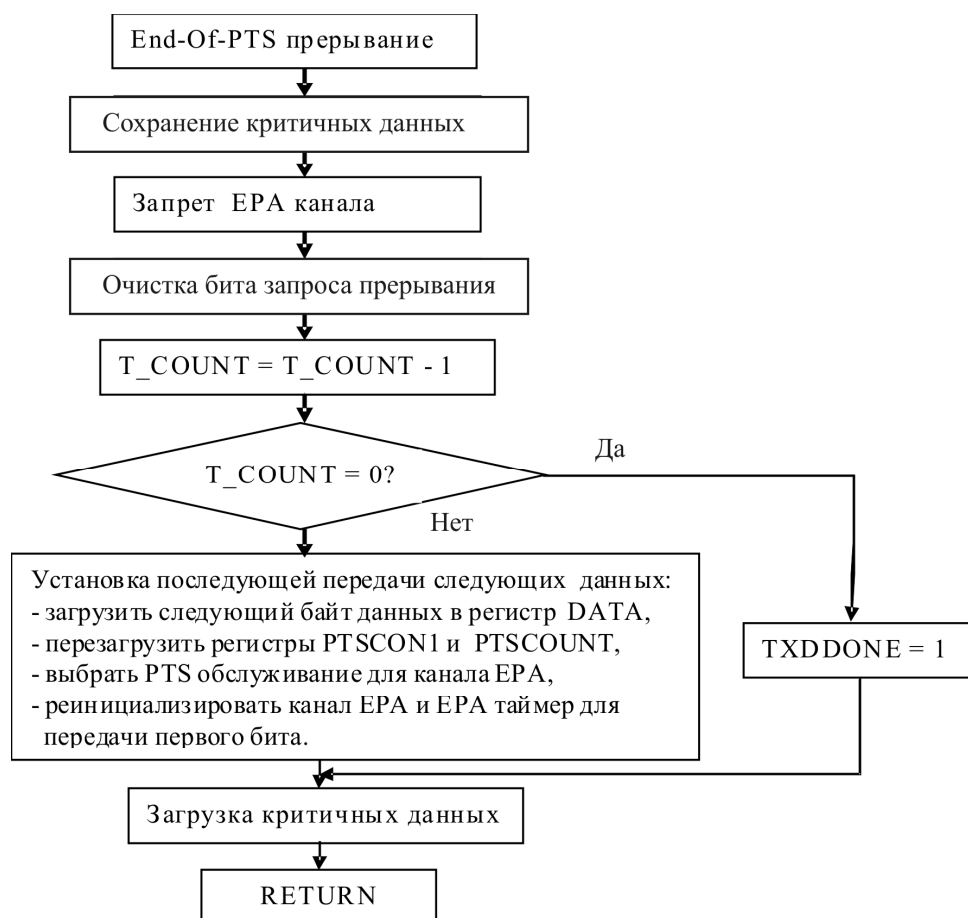 End-Of-PTS прерывание
Сохранение критичных данных
Запрет EPA канала
Очистка бита запроса прерывания
T_COUNT = T_COUNT - 1
T_COUNT = 0?
Да
Нет
Установка последующей передачи следующих данных:
- загрузить следующий байт данных в регистр DATA,
- перезагрузить регистры PTSCON1 и PTSCOUNT,
- выбрать PTS обслуживание для канала EPA,
- реинициализировать канал EPA и EPA таймер для
передачи первого бита.
TXDDONE = 1
Загрузка критичных данных
RETURN